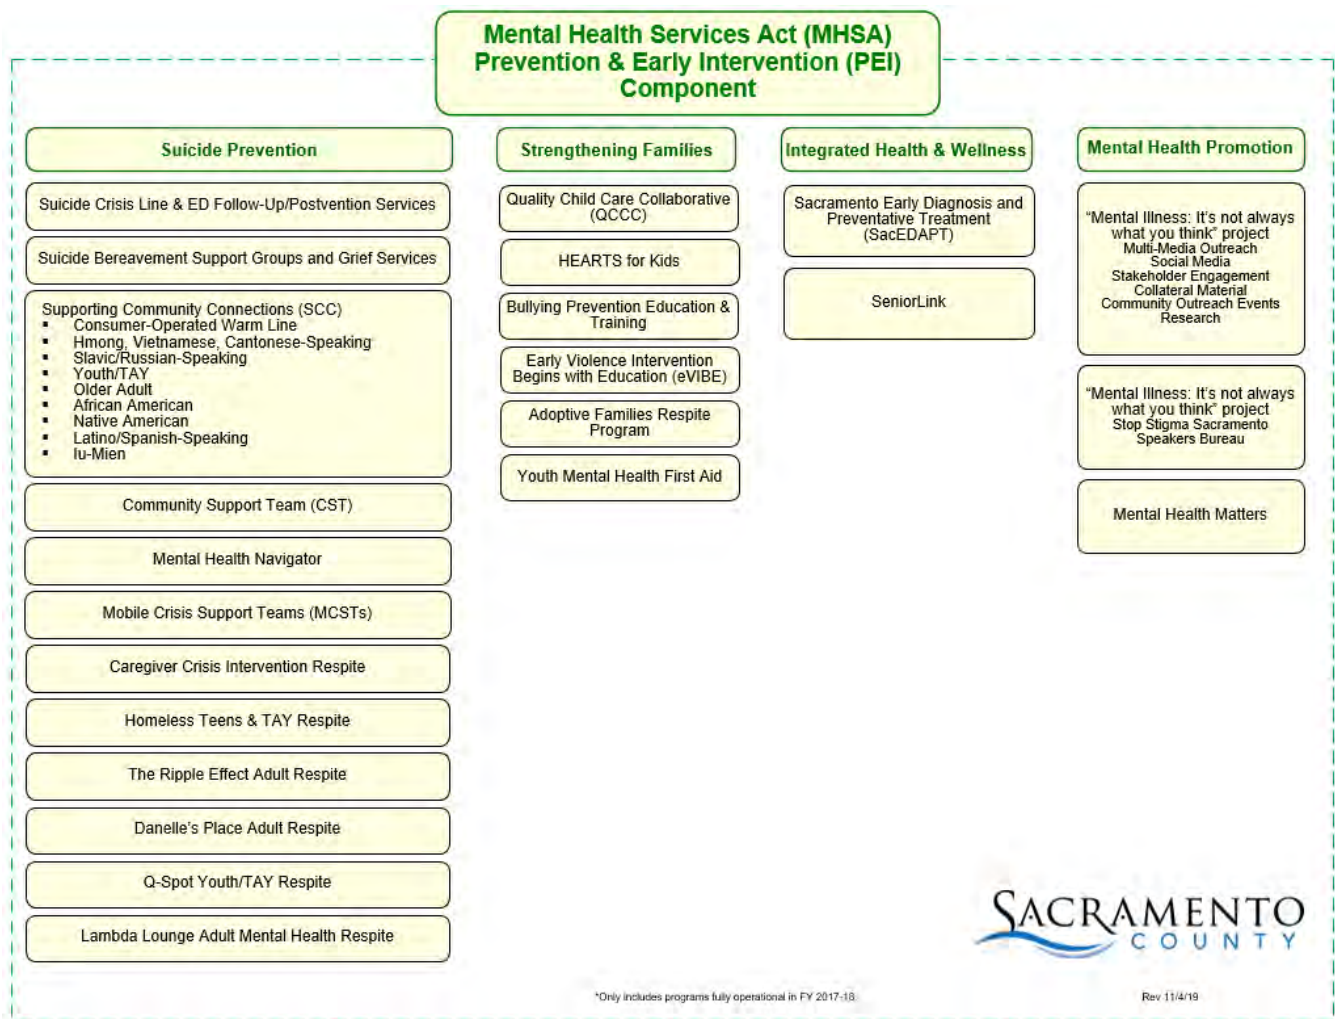 Mental Health Services Act (MHSA)
Prevention & Early Intervention (PEI)
Component
Suicide Prevention
Suicide Crisis Line & ED Follow-Up/Postvention Services
Suicide Bereavement Support Groups and Grief Services
Supporting Community Connections (SCC)
▪ Consumer-Operated Warm Line
▪ Hmong, Vietnamese, Cantonese-Speaking
▪ Slavic/Russian-Speaking
▪ Youth/TAY
▪ Older Adult
▪ African American
▪ Native American
▪ Latino/Spanish-Speaking
▪ Iu-Mien
Community Support Team (CST)
Mental Health Navigator
Mobile Crisis Support Teams (MCSTs)
Caregiver Crisis Intervention Respite
Homeless Teens & TAY Respite
The Ripple Effect Adult Respite
Danelle's Place Adult Respite
Q-Spot Youth/TAY Respite
Lambda Lounge Adult Mental Health Respite
Strengthening Families
Quality Child Care Collaborative
(QCCC)
HEARTS for Kids
Bullying Prevention Education &
Training
Early Violence Intervention
Begins with Education (eVIBE)
Adoptive Families Respite
Program
Youth Mental Health First Aid
Integrated Health & Wellness
Sacramento Early Diagnosis and
Preventative Treatment
(SacEDAPT)
SeniorLink
Mental Health Promotion
“Mental Illness: It's not always
what you think” project
Multi-Media Outreach
Social Media
Stakeholder Engagement
Collateral Material
Community Outreach Events
Research
“Mental Illness: It's not always
what you think” project
Stop Stigma Sacramento
Speakers Bureau
Mental Health Matters
SACRAMENTO
COUNTY
*Only includes programs fully operational in FY 2017-18
Rev 11/4/19